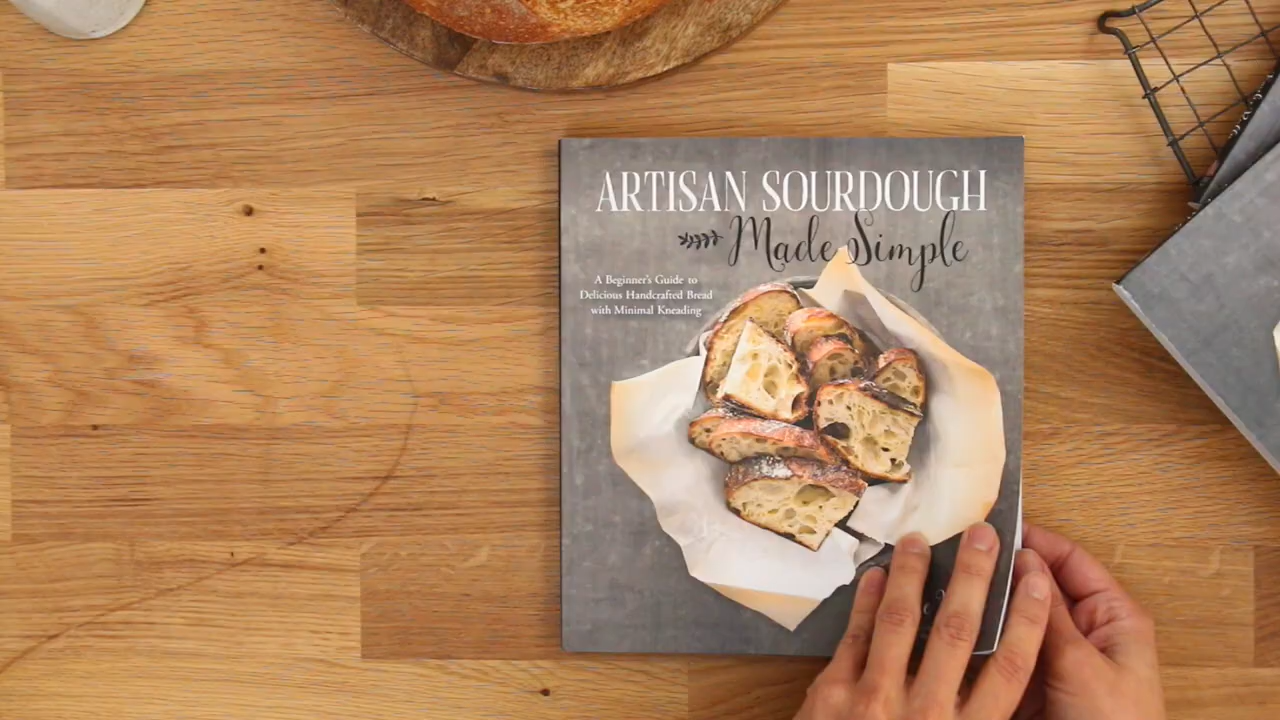 ARTISAN SOURDOUGH
Made Simple
A Beginner's Guide to
Delicious Handcrafted Bread
with Minimal Kneading